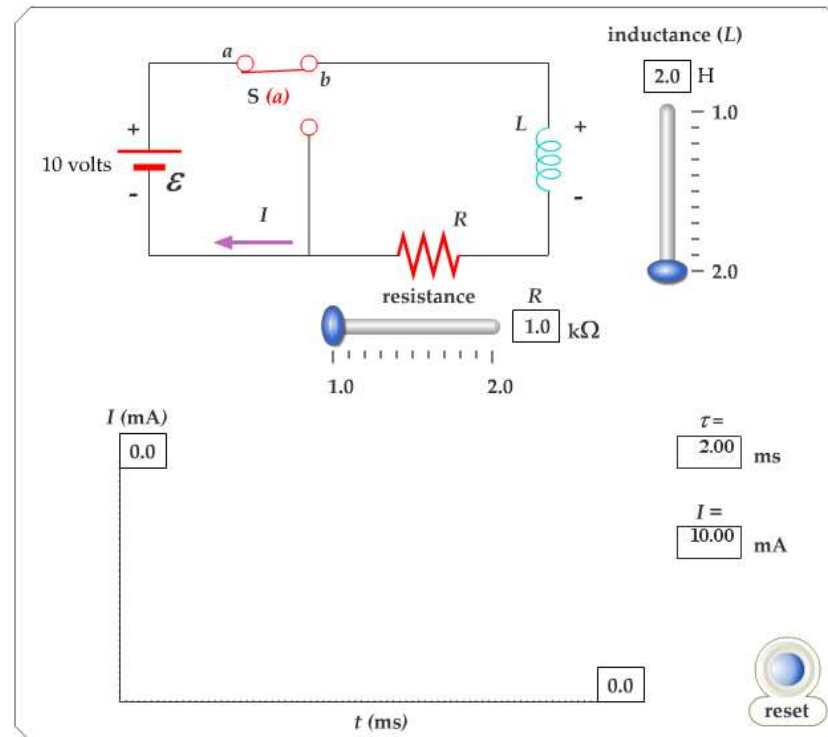 inductance (L)
a
b
S (a)
2.0 H
1.0
L
+
+
10 volts
ℰ
-
-
I
R
2.0
resistance
R
1.0 kΩ
1.0
2.0
I (mA)
0.0
τ =
2.00 ms
I =
10.00 mA
0.0
t (ms)
reset